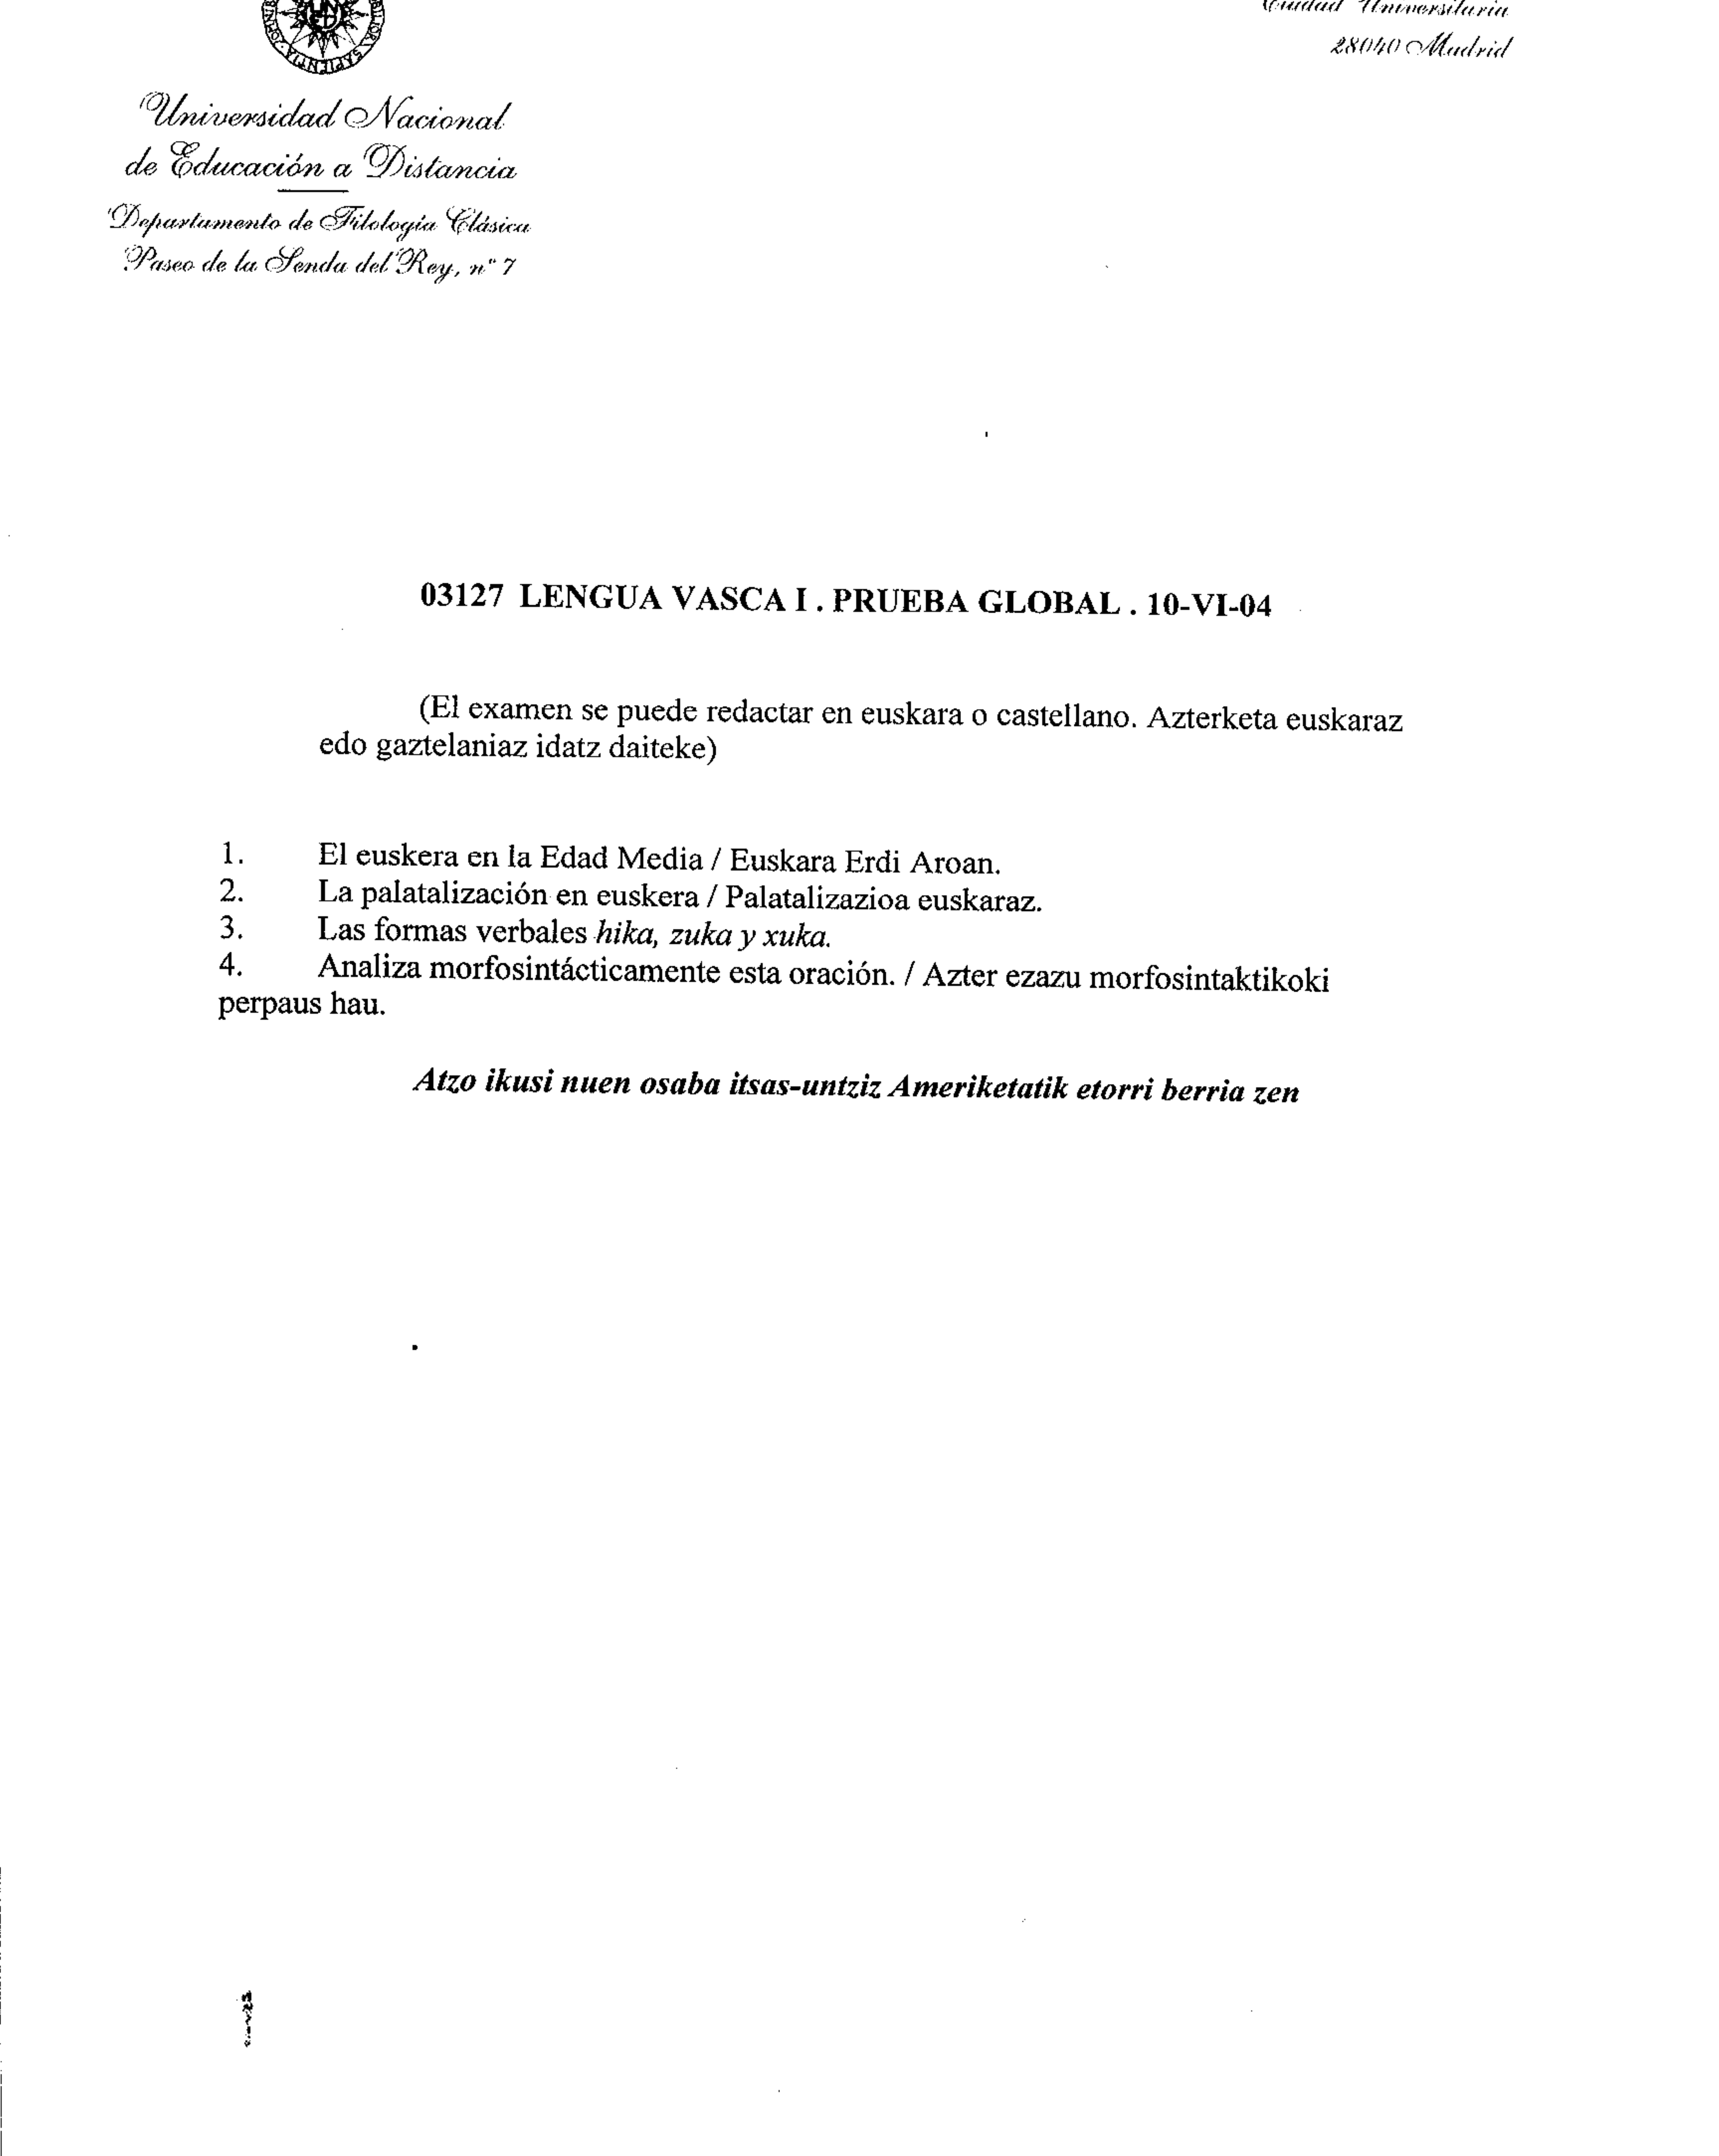 Ciudad Universitaria
28040 Madrid
Universidad Nacional
de Educación a Distancia
Departamento de Filología Clásica
Paseo de la Senda del Rey, nº 7
03127 LENGUA VASCA I . PRUEBA GLOBAL . 10-VI-04
(El examen se puede redactar en euskara o castellano. Azterketa euskaraz
edo gaztelaniaz idatz daiteke)
1. El euskera en la Edad Media / Euskara Erdi Aroan.
2. La palatalización en euskera / Palatalizazioa euskaraz.
3. Las formas verbales hika, zuka y xuka.
4. Analiza morfosintácticamente esta oración. / Azter ezazu morfosintaktikoki
perpaus hau.
Atzo ikusi nuen osaba itsas-untziz Ameriketatik etorri berria zen